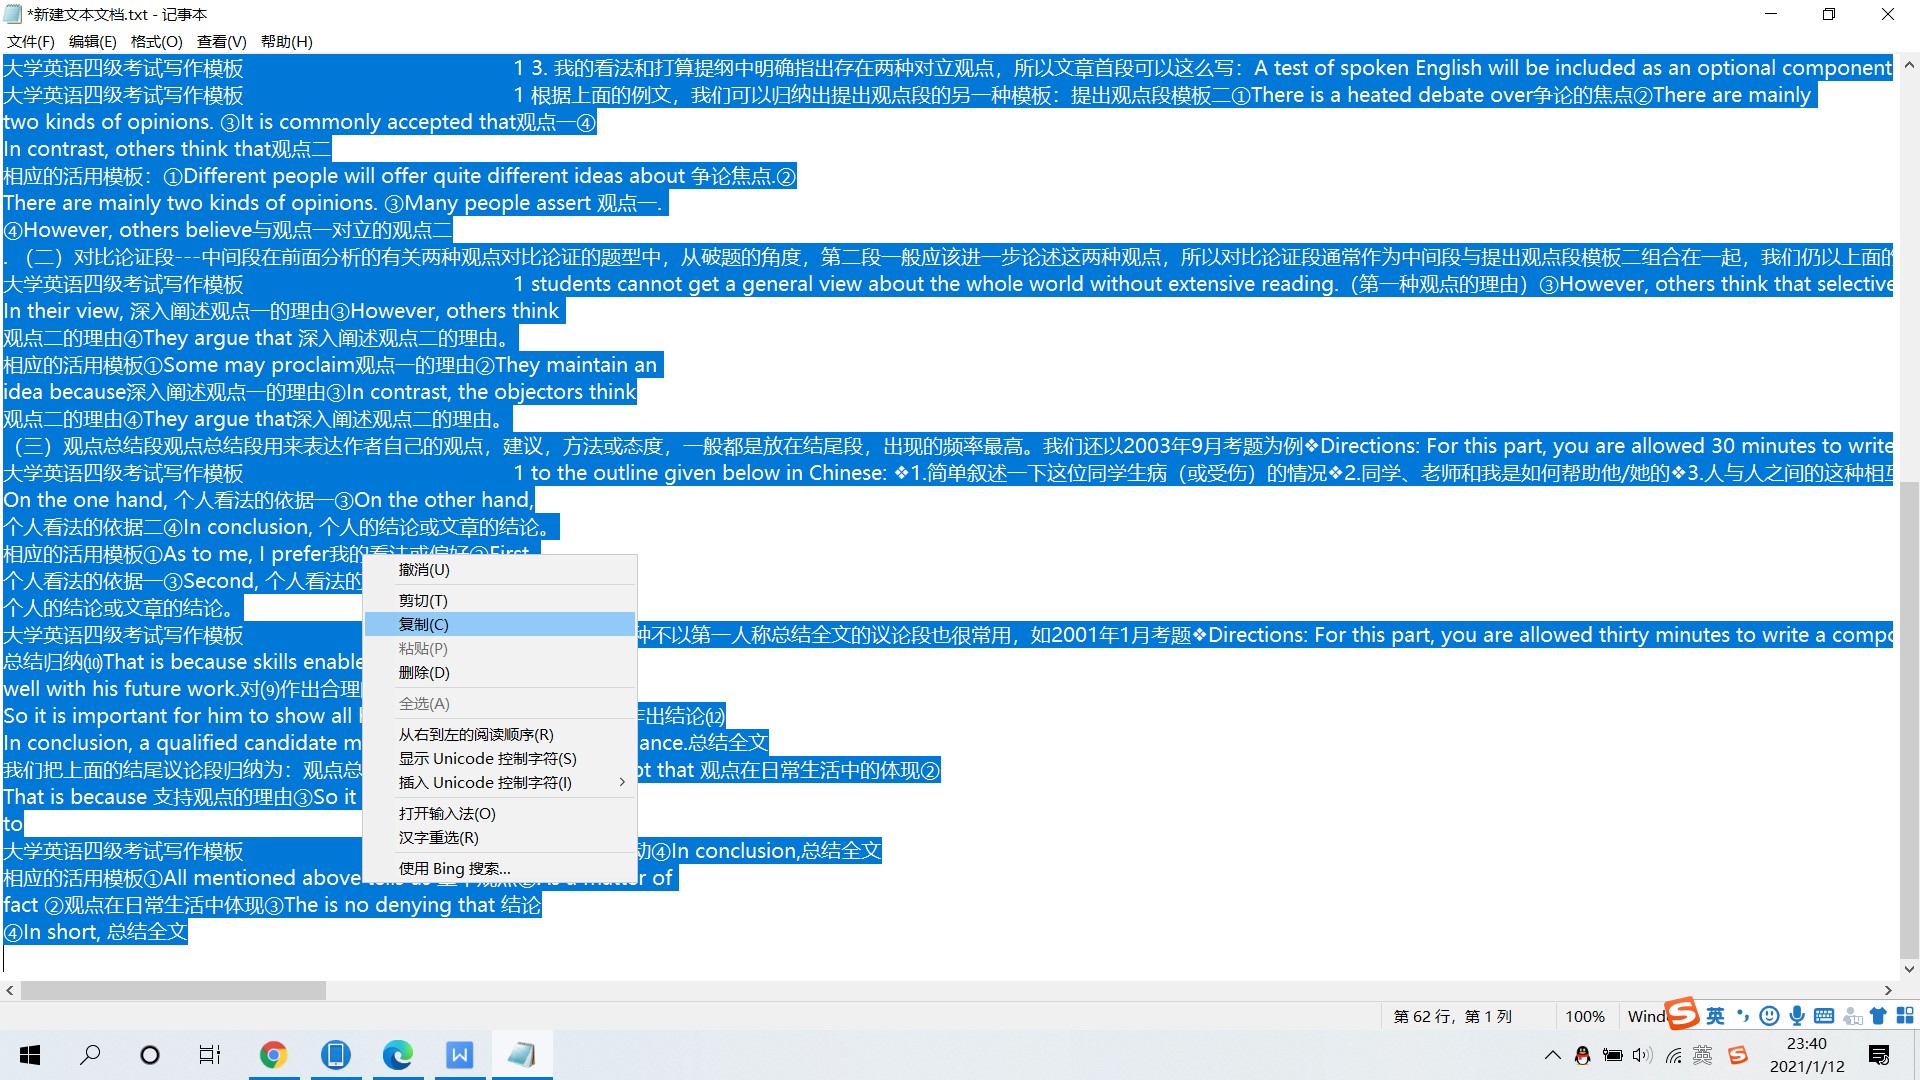 *新建文本文档.txt - 记事本
文件(F) 编辑(E) 格式(O) 查看(V) 帮助(H)
大学英语四级考试写作模板 1 3. 我的看法和打算提纲中明确指出存在两种对立观点，所以文章首段可以这么写：A test of spoken English will be included as an optional component
大学英语四级考试写作模板 1 根据上面的例文，我们可以归纳出提出观点段的另一种模板：提出观点段模板二①There is a heated debate over争论的焦点②There are mainly
two kinds of opinions. ③It is commonly accepted that观点一④
In contrast, others think that观点二
相应的活用模板：①Different people will offer quite different ideas about 争论焦点.②
There are mainly two kinds of opinions. ③Many people assert 观点一.
④However, others believe与观点一对立的观点二
. （二）对比论证段---中间段在前面分析的有关两种观点对比论证的题型中，从破题的角度，第二段一般应该进一步论述这两种观点，所以对比论证段通常作为中间段与提出观点段模板二组合在一起，我们仍以上面的
大学英语四级考试写作模板 1 students cannot get a general view about the whole world without extensive reading.（第一种观点的理由）③However, others think that selective
In their view, 深入阐述观点一的理由③However, others think
观点二的理由④They argue that 深入阐述观点二的理由。
相应的活用模板①Some may proclaim观点一的理由②They maintain an
idea because深入阐述观点一的理由③In contrast, the objectors think
观点二的理由④They argue that深入阐述观点二的理由。
（三）观点总结段观点总结段用来表达作者自己的观点，建议，方法或态度，一般都是放在结尾段，出现的频率最高。我们还以2003年9月考题为例❖Directions: For this part, you are allowed 30 minutes to write
大学英语四级考试写作模板 1 to the outline given below in Chinese: ❖1.简单叙述一下这位同学生病（或受伤）的情况❖2.同学、老师和我是如何帮助他/她的❖3.人与人之间的这种相互
On the one hand, 个人看法的依据一③On the other hand,
个人看法的依据二④In conclusion, 个人的结论或文章的结论。
相应的活用模板①As to me, I prefer我的看法或偏好②First,
个人看法的依据一③Second, 个人看法的
个人的结论或文章的结论。
大学英语四级考试写作模板 种不以第一人称总结全文的议论段也很常用，如2001年1月考题❖Directions: For this part, you are allowed thirty minutes to write a compo
总结归纳⑽That is because skills enable
well with his future work.对⑼作出合理
So it is important for him to show all 作出结论⑿
In conclusion, a qualified candidate m ance.总结全文
我们把上面的结尾议论段归纳为：观点总 pt that 观点在日常生活中的体现②
That is because 支持观点的理由③So it
to
大学英语四级考试写作模板 动④In conclusion,总结全文
相应的活用模板①All mentioned above of
fact ②观点在日常生活中体现③The is no denying that 结论
④In short, 总结全文
撤消(U)
剪切(T)
复制(C)
粘贴(P)
删除(D)
全选(A)
从右到左的阅读顺序(R)
显示 Unicode 控制字符(S)
插入 Unicode 控制字符(I)
打开输入法(O)
汉字重选(R)
使用 Bing 搜索...
第 62 行，第 1 列 100% Wind
英
英
23:40
2021/1/12